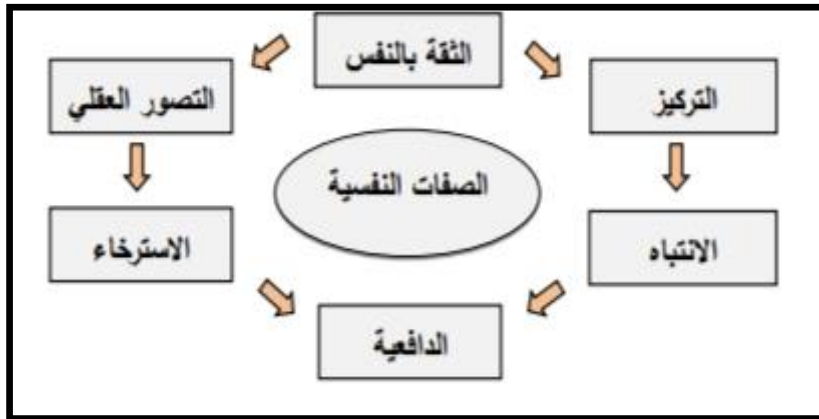 الثقة بالنفس
التركيز
التصور العقلي
الصفات النفسية
الانتباه
الاسترخاء
الدافعية